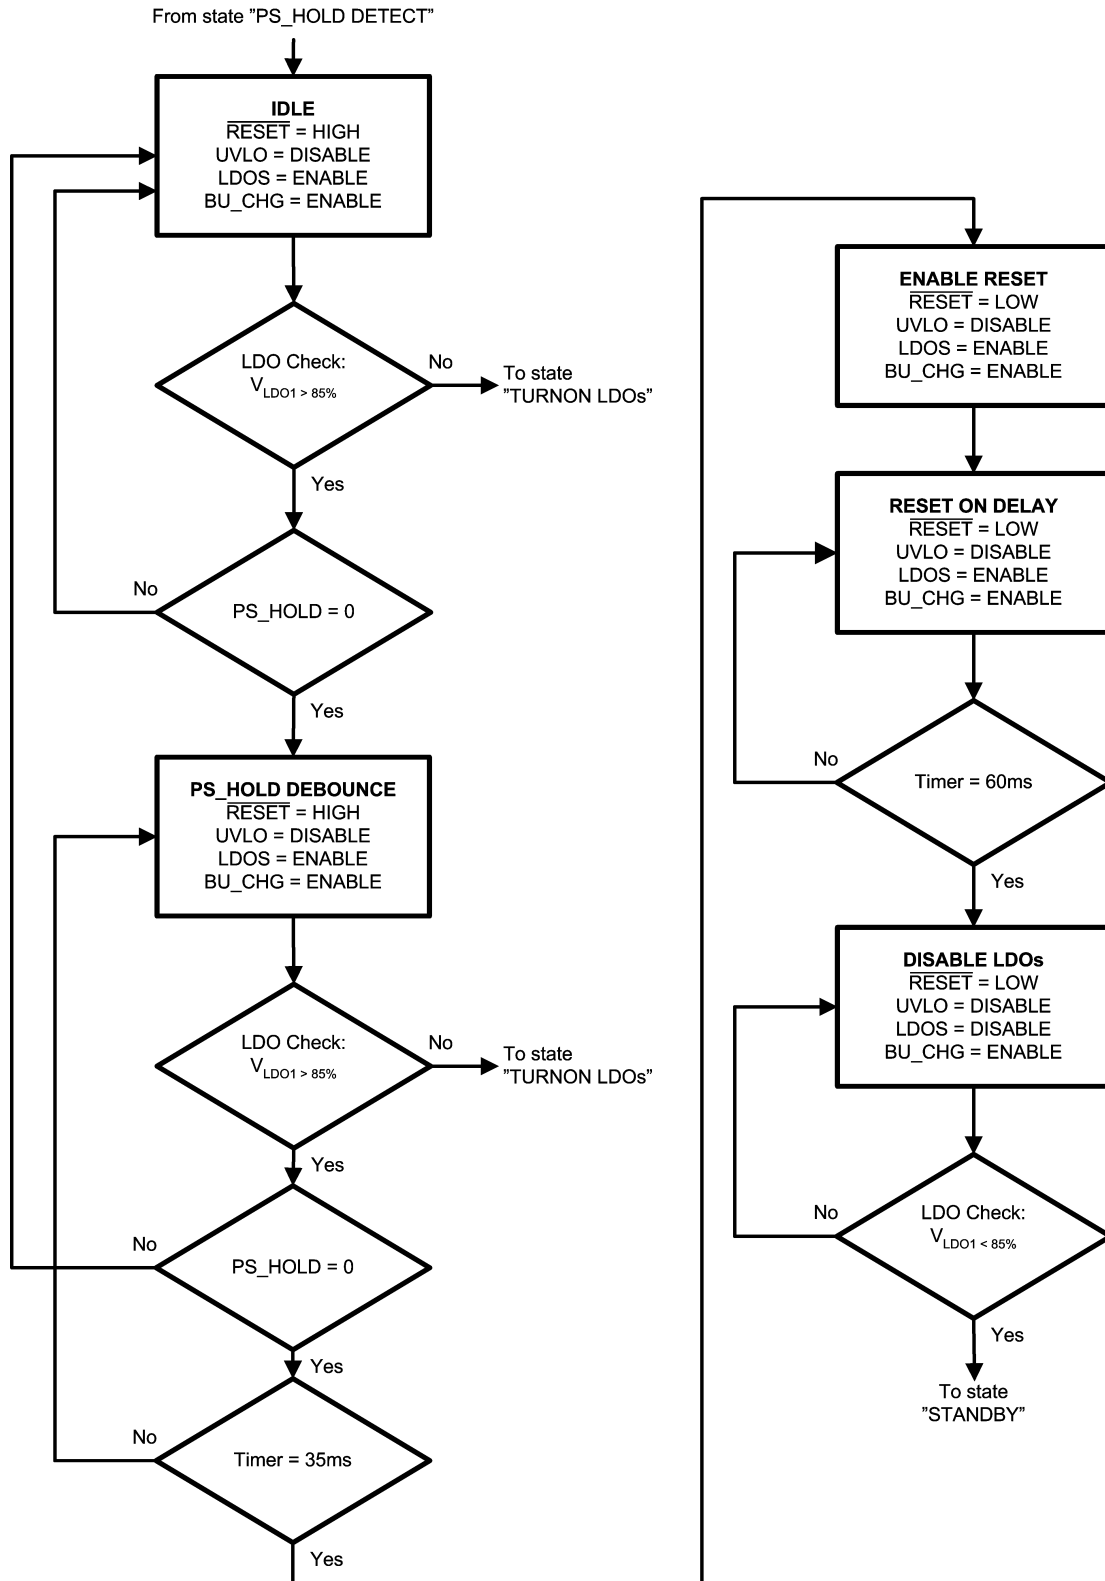 From state ”PS_HOLD DETECT”
IDLE
RESET = HIGH
UVLO = DISABLE
LDOS = ENABLE
BU_CHG = ENABLE
LDO Check:
VLDO1 > 85%
No
To state
”TURNON LDOs”
Yes
PS_HOLD = 0
No
Yes
PS_HOLD DEBOUNCE
RESET = HIGH
UVLO = DISABLE
LDOS = ENABLE
BU_CHG = ENABLE
LDO Check:
VLDO1 > 85%
No
To state
”TURNON LDOs”
Yes
PS_HOLD = 0
No
Yes
Timer = 35ms
No
Yes
ENABLE RESET
RESET = LOW
UVLO = DISABLE
LDOS = ENABLE
BU_CHG = ENABLE
RESET ON DELAY
RESET = LOW
UVLO = DISABLE
LDOS = ENABLE
BU_CHG = ENABLE
No
Timer = 60ms
Yes
DISABLE LDOs
RESET = LOW
UVLO = DISABLE
LDOS = DISABLE
BU_CHG = ENABLE
No
LDO Check:
VLDO1 < 85%
Yes
To state
”STANDBY”